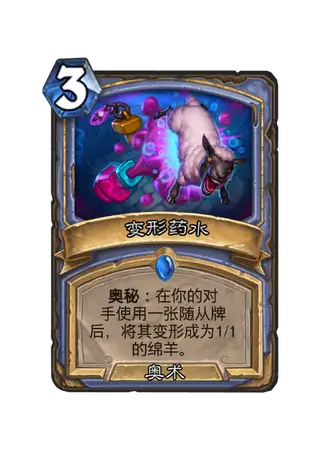 3
变形药水
奥秘：在你的对
手使用一张随从牌
后，将其变形成为1/1
的绵羊。
奥术